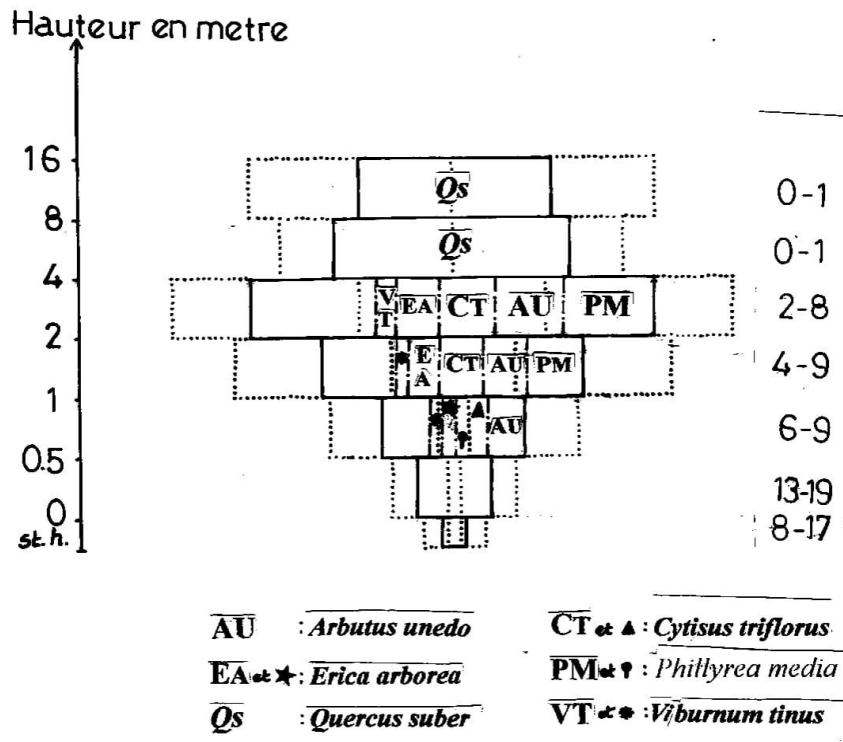 Hauteur en metre
16 Qs 0-1
8 Qs 0-1
4 VT EA CT AU PM 2-8
2 EA CT AU PM 4-9
1 AU 6-9
0.5 13-19
0 8-17
st.h.
AU : Arbutus unedo CT et ▲ : Cytisus triflorus
EA et ★ : Erica arborea PM et : Phillyrea media
Qs : Quercus suber VT et : Viburnum tinus